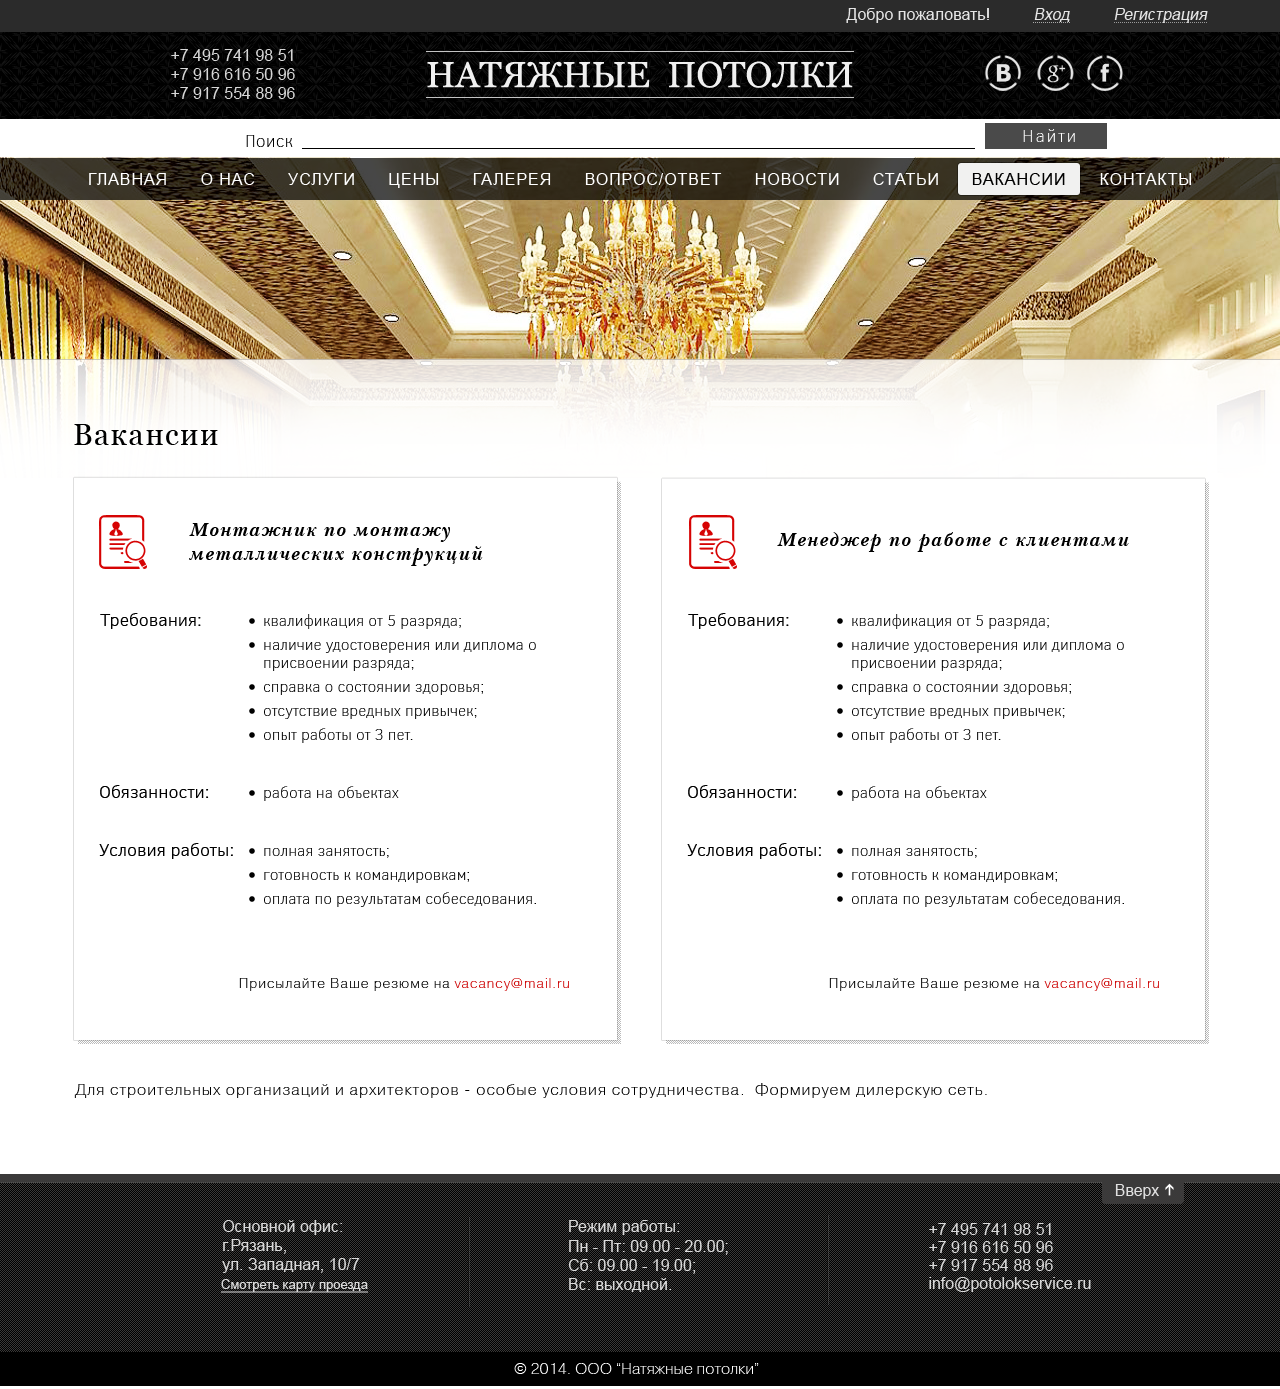 Добро пожаловать! Вход Регистрация
+7 495 741 98 51
+7 916 616 50 96
+7 917 554 88 96
НАТЯЖНЫЕ ПОТОЛКИ
В g+ f
Поиск Найти
ГЛАВНАЯ О НАС УСЛУГИ ЦЕНЫ ГАЛЕРЕЯ ВОПРОС/ОТВЕТ НОВОСТИ СТАТЬИ ВАКАНСИИ КОНТАКТЫ
Вакансии
Монтажник по монтажу
металлических конструкций
Требования:
• квалификация от 5 разряда;
• наличие удостоверения или диплома о
присвоении разряда;
• справка о состоянии здоровья;
• отсутствие вредных привычек;
• опыт работы от 3 пет.
Обязанности:
• работа на объектах
Условия работы:
• полная занятость;
• готовность к командировкам;
• оплата по результатам собеседования.
Присылайте Ваше резюме на vacancy@mail.ru
Менеджер по работе с клиентами
Требования:
• квалификация от 5 разряда;
• наличие удостоверения или диплома о
присвоении разряда;
• справка о состоянии здоровья;
• отсутствие вредных привычек;
• опыт работы от 3 пет.
Обязанности:
• работа на объектах
Условия работы:
• полная занятость;
• готовность к командировкам;
• оплата по результатам собеседования.
Присылайте Ваше резюме на vacancy@mail.ru
Для строительных организаций и архитекторов - особые условия сотрудничества. Формируем дилерскую сеть.
Вверх ↑
Основной офис:
г.Рязань,
ул. Западная, 10/7
Смотреть карту проезда
Режим работы:
Пн - Пт: 09.00 - 20.00;
Сб: 09.00 - 19.00;
Вс: выходной.
+7 495 741 98 51
+7 916 616 50 96
+7 917 554 88 96
info@potolokservice.ru
© 2014. ООО “Натяжные потолки”